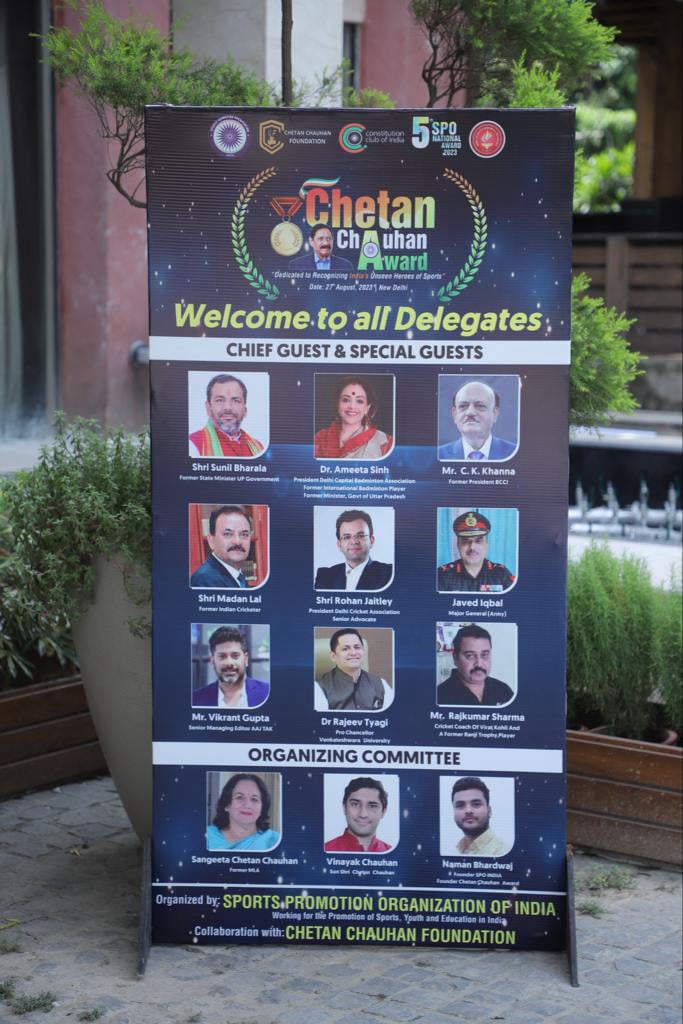 CHETAN CHAUHAN
FOUNDATION
constitution
club of india
5th SPO
NATIONAL
AWARD
2023
Chetan
Chauhan
Award
"Dedicated to Recognizing India's Unseen Heroes of Sports"
Date: 27th August, 2023 | New Delhi
Welcome to all Delegates
CHIEF GUEST & SPECIAL GUESTS
Shri Sunil Bharala
Former State Minister UP Government
Dr. Ameeta Sinh
President Delhi Capital Badminton Association
Former International Badminton Player
Former Minister, Govt of Uttar Pradesh
Mr. C. K. Khanna
Former President BCCI
Shri Madan Lal
Former Indian Cricketer
Shri Rohan Jaitley
President Delhi Cricket Association
Senior Advocate
Javed Iqbal
Major General (Army)
Mr. Vikrant Gupta
Senior Managing Editor AAJ TAK
Dr Rajeev Tyagi
Pro Chancellor
Venkateshwara University
Mr. Rajkumar Sharma
Cricket Coach Of Virat Kohli And
A Former Ranji Trophy Player
ORGANIZING COMMITTEE
Sangeeta Chetan Chauhan
Former MLA
Vinayak Chauhan
Son Shri Chetan Chauhan
Naman Bhardwaj
Founder SPO INDIA
Founder Chetan Chauhan Award
Organized by: SPORTS PROMOTION ORGANIZATION OF INDIA
Working for the Promotion of Sports, Youth and Education in India
Collaboration with: CHETAN CHAUHAN FOUNDATION